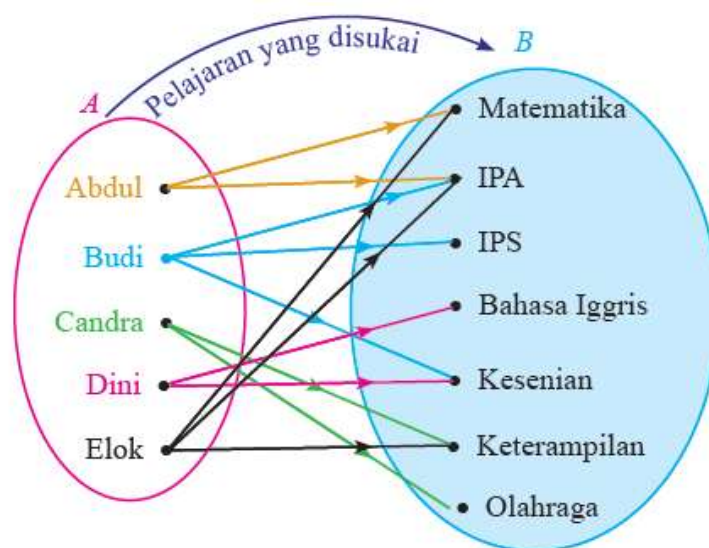 Pelajaran yang disukai
A
B
Abdul
Budi
Candra
Dini
Elok
Matematika
IPA
IPS
Bahasa Iggris
Kesenian
Keterampilan
Olahraga